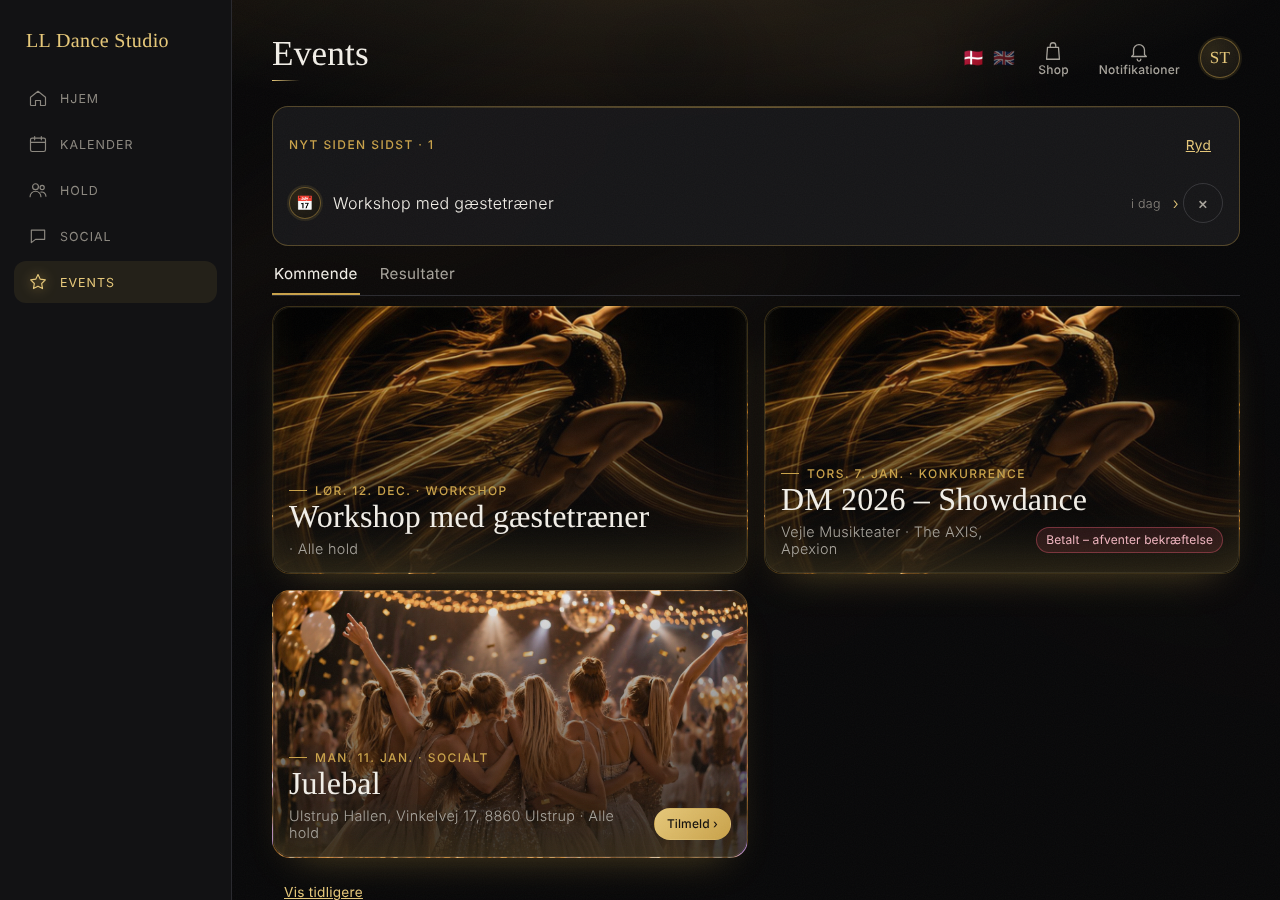 LL Dance Studio
HJEM
KALENDER
HOLD
SOCIAL
EVENTS
Events
Shop
Notifikationer
ST
NYT SIDEN SIDST · 1
Ryd
Workshop med gæstetræner
i dag › ×
Kommende
Resultater
LØR. 12. DEC. · WORKSHOP
Workshop med gæstetræner
· Alle hold
TORS. 7. JAN. · KONKURRENCE
DM 2026 – Showdance
Vejle Musikteater · The AXIS,
Apexion
Betalt – afventer bekræftelse
MAN. 11. JAN. · SOCIALT
Julebal
Ulstrup Hallen, Vinkelvej 17, 8860 Ulstrup · Alle
hold
Tilmeld ›
Vis tidligere